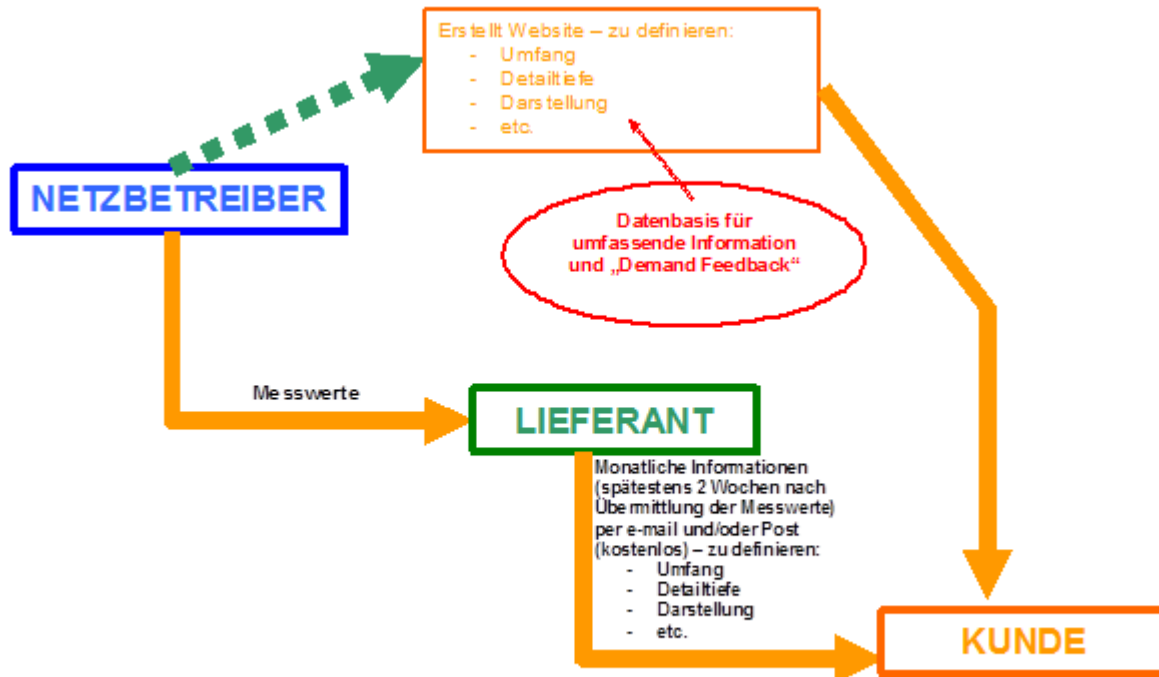 Erstellt Website – zu definieren:
- Umfang
- Detailtiefe
- Darstellung
- etc.
NETZBETREIBER
Datenbasis für
umfassende Information
und „Demand Feedback“
Messwerte
LIEFERANT
Monatliche Informationen
(spätestens 2 Wochen nach
Übermittlung der Messwerte)
per e-mail und/oder Post
(kostenlos) – zu definieren:
- Umfang
- Detailtiefe
- Darstellung
- etc.
KUNDE